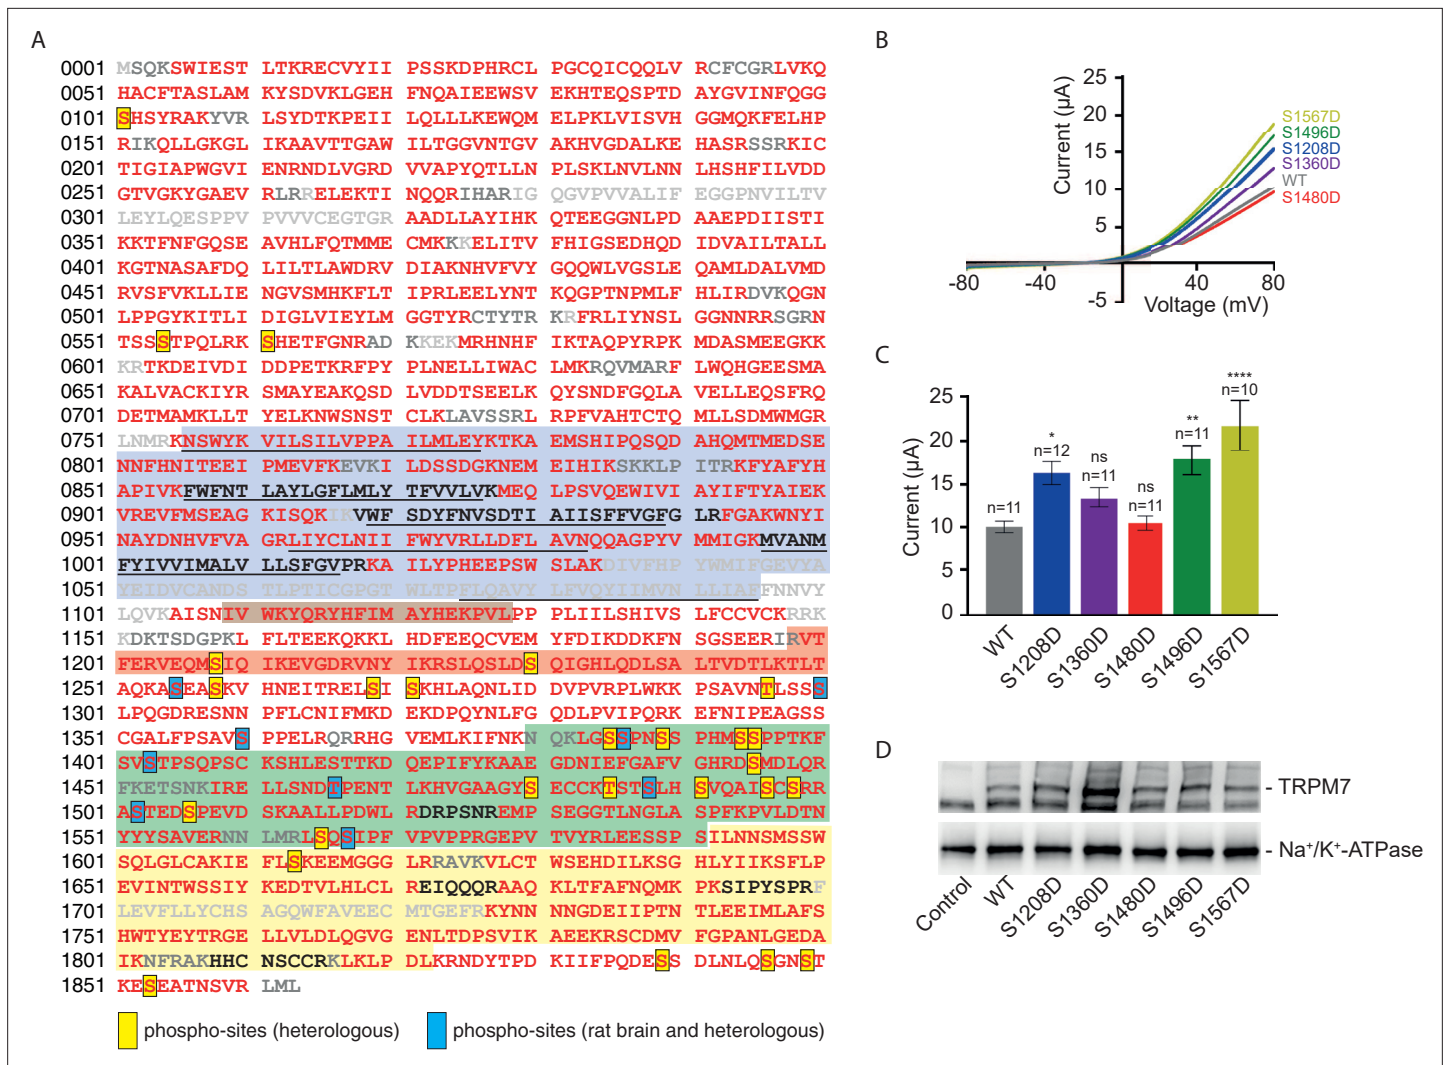 A
0001 MSQKSWIEST LTKRECVYII PSSKDPHRCL PGCQICQQLV RCFCGRLVKQ
0051 HACFTASLAM KYSDVKLGEH FNQAIEEWSV EKHTEQSPTD AYGVINFQGG
0101 SHSYRAKYVR LSYDTKPEII LQLLLKEWQM ELPKLVISVH GGMQKFELHP
0151 RIKQLLGKGL IKAAVTTGAW ILTGGVNTGV AKHVGDALKE HASRSSRKIC
0201 TIGIAPWGVI ENRNDLVGRD VVAPYQTLLN PLSKLNVLNN LHSHFILVDD
0251 GTVGKYGAEV RLRRELEKTI NQQRIHARIG QGVPVVALIF EGGPNVILTV
0301 LEYLQESPPV PVVVCEGTGR AADLLAYIHK QTEEGGNLPD AAEPDIISTI
0351 KKTFNFGQSE AVHLFQTMME CMKKKELITV FHIGSEDHQD IDVAILTALL
0401 KGTNASAFDQ LILTLAWDRV DIAKNHVFVY GQQWLVGSLE QAMLDALVMD
0451 RVSFVKLLIE NGVSMHKFLT IPRLEELYNT KQGPTNPMLF HLIRDVKQGN
0501 LPPGYKITLI DIGLVIEYLM GGTYRCTYTR KRFRLIYNSL GGNNRRSGRN
0551 TSSSTPQLRK SHETFGNRAD KKEKMRHNHF IKTAQPYRPK MDASMEEGKK
0601 KRTKDEIVDI DDPETKRFPY PLNELLIWAC LMKRQVMARF LWQHGEESMA
0651 KALVACKIYR SMAYEAKQSD LVDDTSEELK QYSNDFGQLA VELLEQSFRQ
0701 DETMAMKLLT YELKNWSNST CLKLAVSSRL RPFVAHTCTQ MLLSDMWMGR
0751 LNMRKNSWYK VILSILVPPA ILMLEYKTKA EMSHIPQSQD AHQMTMEDSE
0801 NNFHNITEEI PMEVFKEVKI LDSSDGKNEM EIHIKSKKLP ITRKFYAFYH
0851 APIVKFWFNT LAYLGFLMLY TFVVLVKMEQ LPSVQEWIVI AYIFTYAIEK
0901 VREVFMSEAG KISQKIKVWF SDYFNVSDTI AIISFFVGFG LRFGAKWNYI
0951 NAYDNHVFVA GRLIYCLNII FWYVRLLDFL AVNQQAGPYV MMIGKMVANM
1001 FYIVVIMALV LLSFGVPRKA ILYPHEEPSW SLAKDIVFHP YWMIFGEVYA
1051 YEIDVCANDS TLPTICGPGT WLTPFLQAVY LFVQYIIMVN LLIAFFNNVY
1101 LQVKAISNIV WKYQRYHFIM AYHEKPVLPP PLIILSHIVS LFCCVCKRRK
1151 KDKTSDGPKL FLTEEKQKKL HDFEEQCVEM YFDIKDDKFN SGSEERIRVT
1201 FERVEQMSIQ IKEVGDRVNY IKRSLQSLDS QIGHLQDLSA LTVDTLKTLT
1251 AQKASEASKV HNEITRELSI SKHLAQNLID DVPVRPLWKK PSAVNTLSSS
1301 LPQGDRESNN PFLCNIFMKD EKDPQYNLFG QDLPVIPQRK EFNIPEAGSS
1351 CGALFPSAVS PPELRQRRHG VEMLKIFNKN QKLGSSPNSS PHMSSPPTKF
1401 SVSTPSQPSC KSHLESTTKD QEPIFYKAAE GDNIEFGAFV GHRDSMDLQR
1451 FKETSNKIRE LLSNDTPENT LKHVGAAGYS ECCKTSTSLH SVQAISCSRR
1501 ASTEDSPEVD SKAALLPDWL RDRPSNREMP SEGGTLNGLA SPFKPVLDTN
1551 YYYSAVERNN LMRLSQSIPF VPVPPRGEPV TVYRLEESSP SILNNSMSSW
1601 SQLGLCAKIE FLSKEEMGGG LRRAVKVLCT WSEHDILKSG HLYIIKSFLP
1651 EVINTWSSIY KEDTVLHLCL REIQQQRAAQ KLTFAFNQMK PKSIPYSPRF
1701 LEVFLLYCHS AGQWFAVEEC MTGEFRKYNN NNGDEIIPTN TLEEIMLAFS
1751 HWTYEYTRGE LLVLDLQGVG ENLTDPSVIK AEEKRSCDMV FGPANLGEDA
1801 IKNFRAKHHC NSCCRKLKLP DLKRNDYTPD KIIFPQDESS DLNLQSGNST
1851 KESEATNSVR LML
phospho-sites (heterologous) phospho-sites (rat brain and heterologous)
B
Current (µA)
25
20
15
10
5
-5
-80 -40 40 80
Voltage (mV)
S1567D
S1496D
S1208D
S1360D
WT
S1480D
C
Current (µA)
25
20
15
10
5
0
n=11
*
n=12
ns
n=11
ns
n=11
**
n=11
****
n=10
WT S1208D S1360D S1480D S1496D S1567D
D
- TRPM7
- Na⁺/K⁺-ATPase
Control WT S1208D S1360D S1480D S1496D S1567D